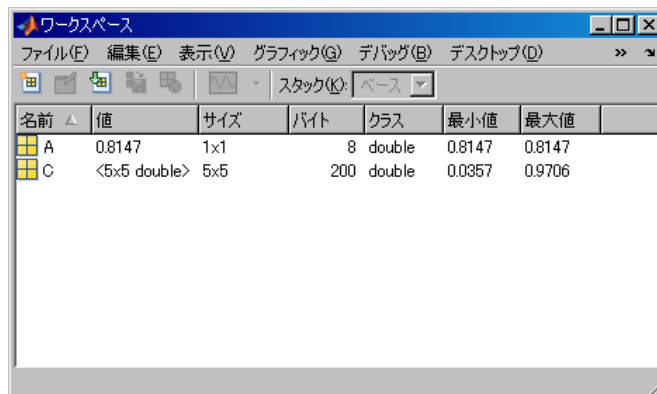 ワークスペース
ファイル(F) 編集(E) 表示(V) グラフィック(G) デバッグ(B) デスクトップ(D) »
スタック(K): ベース
名前 値 サイズ バイト クラス 最小値 最大値
A 0.8147 1x1 8 double 0.8147 0.8147
C <5x5 double> 5x5 200 double 0.0357 0.9706